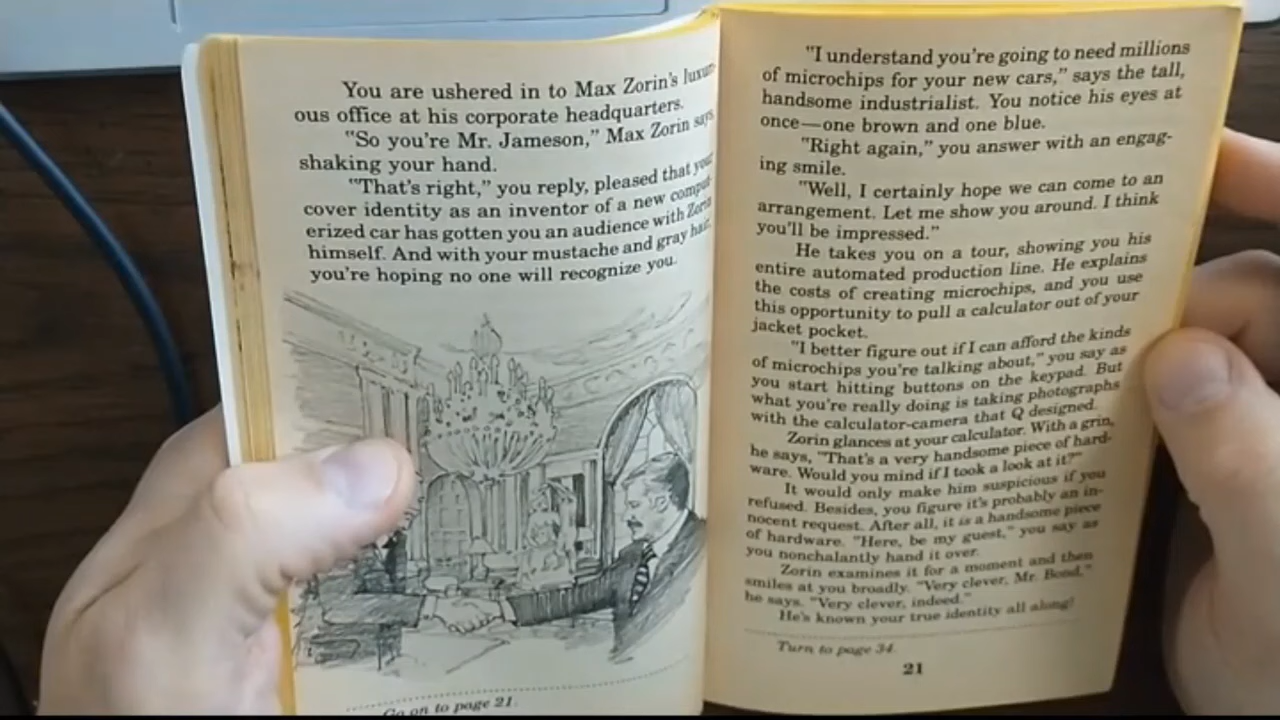 You are ushered in to Max Zorin's luxur-
ous office at his corporate headquarters.
"So you're Mr. Jameson," Max Zorin says,
shaking your hand.
"That's right," you reply, pleased that your
cover identity as an inventor of a new comput-
erized car has gotten you an audience with Zorin
himself. And with your mustache and gray hair,
you're hoping no one will recognize you.
Go on to page 21.
"I understand you're going to need millions
of microchips for your new cars," says the tall,
handsome industrialist. You notice his eyes at
once—one brown and one blue.
"Right again," you answer with an engag-
ing smile.
"Well, I certainly hope we can come to an
arrangement. Let me show you around. I think
you'll be impressed."
He takes you on a tour, showing you his
entire automated production line. He explains
the costs of creating microchips, and you use
this opportunity to pull a calculator out of your
jacket pocket.
"I better figure out if I can afford the kinds
of microchips you're talking about," you say as
you start hitting buttons on the keypad. But
what you're really doing is taking photographs
with the calculator-camera that Q designed.
Zorin glances at your calculator. With a grin,
he says, "That's a very handsome piece of hard-
ware. Would you mind if I took a look at it?"
It would only make him suspicious if you
refused. Besides, you figure it's probably an in-
nocent request. After all, it is a handsome piece
of hardware. "Here, be my guest," you say as
you nonchalantly hand it over.
Zorin examines it for a moment and then
smiles at you broadly. "Very clever, Mr. Bond,"
he says. "Very clever, indeed."
He's known your true identity all along!
Turn to page 34.
21